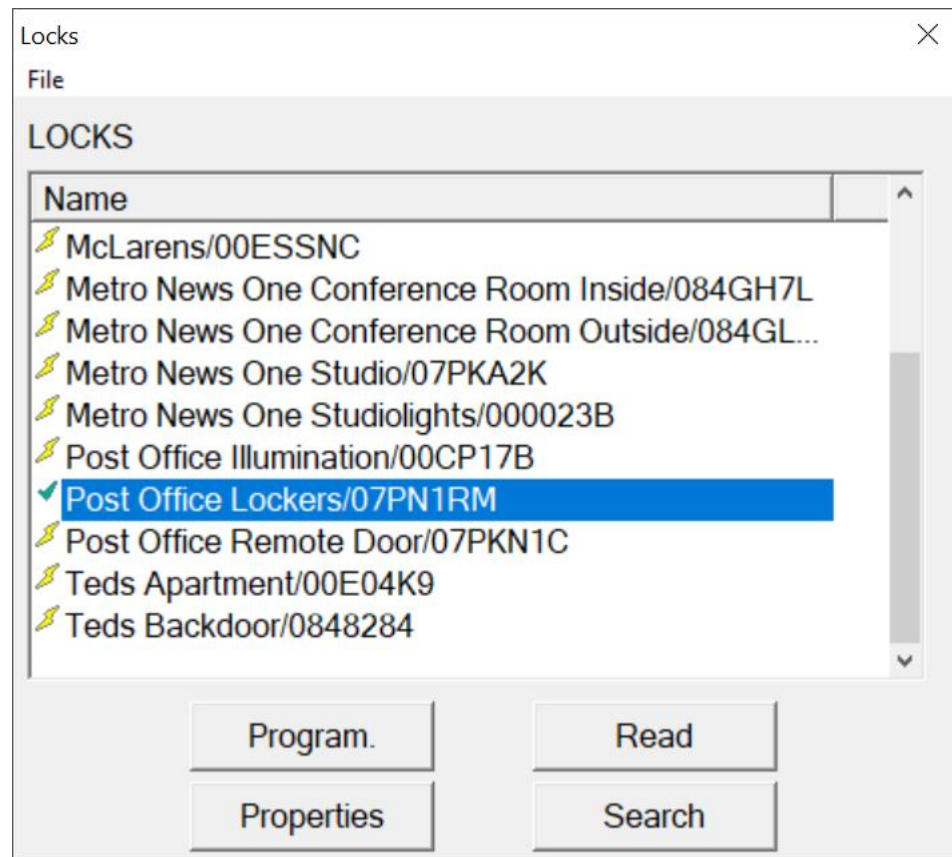 Locks
File
LOCKS
Name
McLarens/00ESSNC
Metro News One Conference Room Inside/084GH7L
Metro News One Conference Room Outside/084GL...
Metro News One Studio/07PKA2K
Metro News One Studiolights/000023B
Post Office Illumination/00CP17B
Post Office Lockers/07PN1RM
Post Office Remote Door/07PKN1C
Teds Apartment/00E04K9
Teds Backdoor/0848284
Program. Read
Properties Search